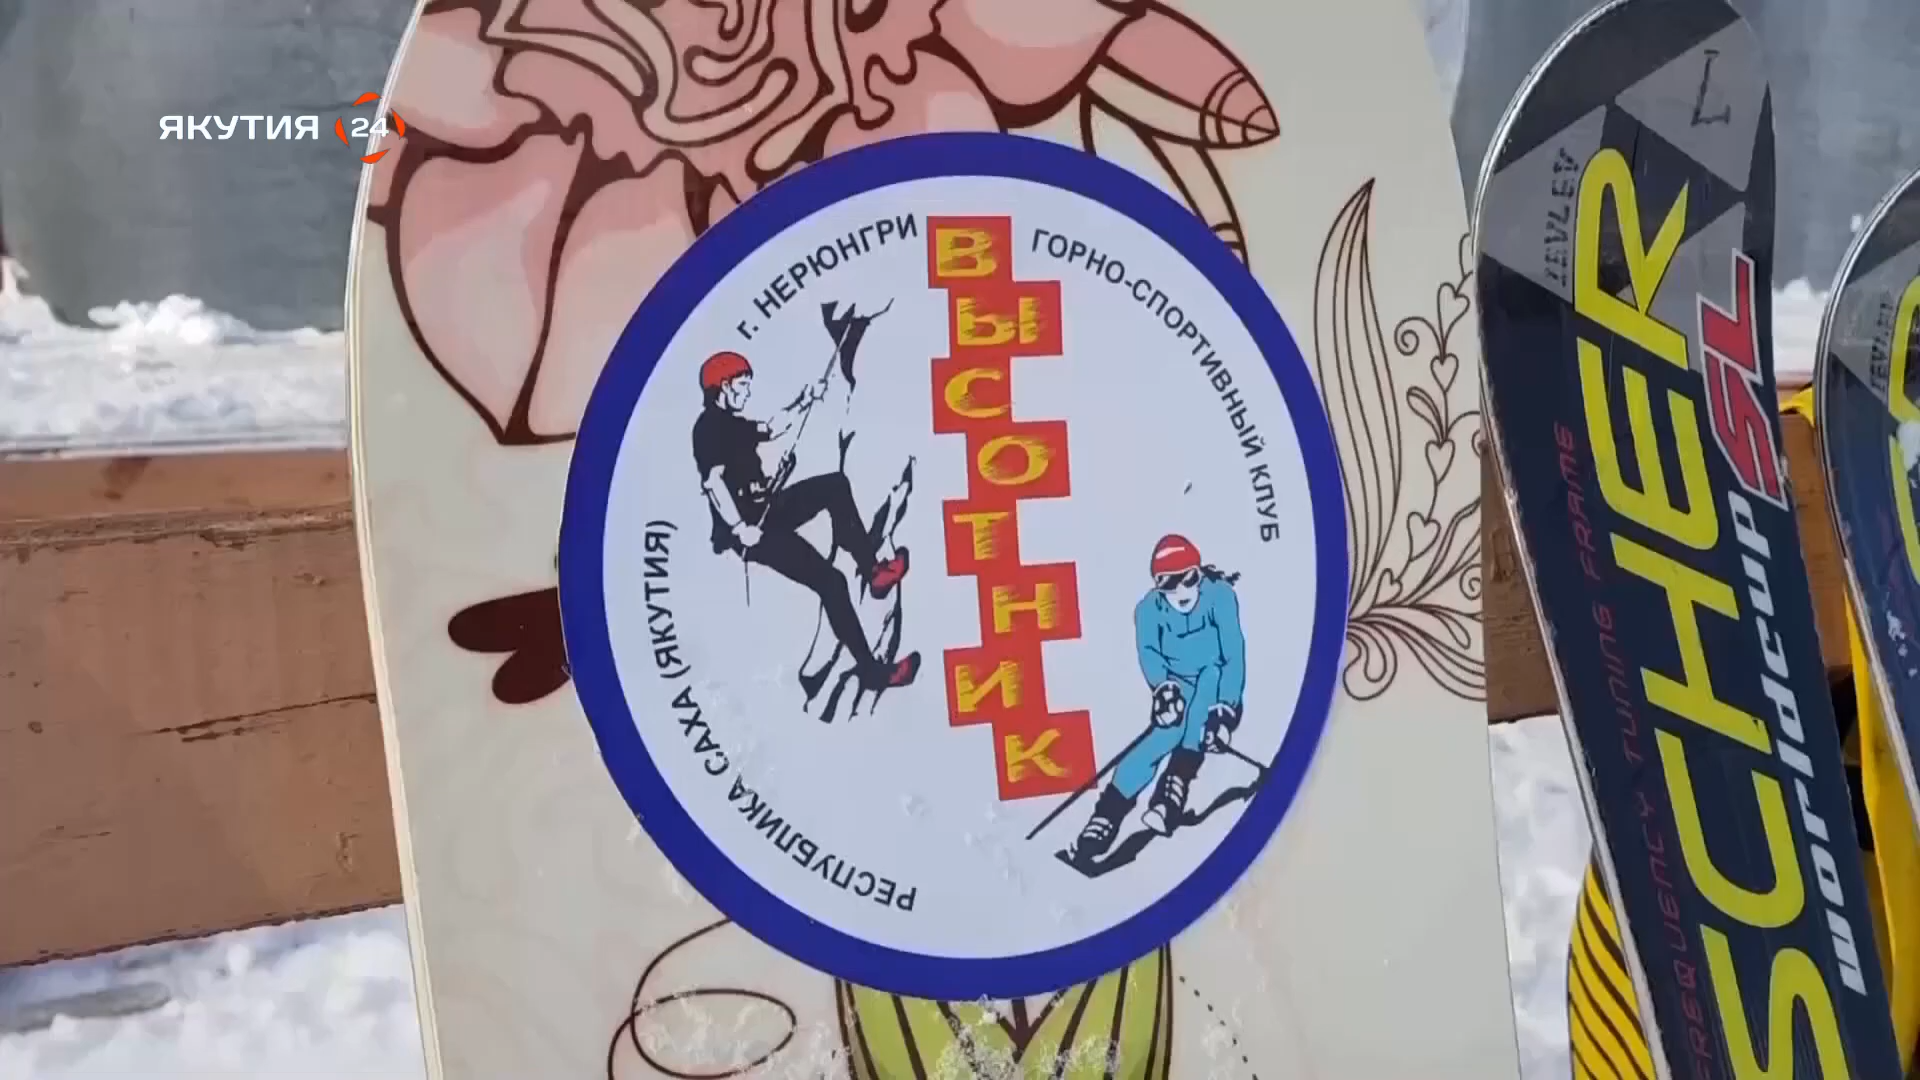 ЯКУТИЯ 24
г. НЕРЮНГРИ
ВЫСОТНИК
ГОРНО-СПОРТИВНЫЙ КЛУБ
РЕСПУБЛИКА САХА (ЯКУТИЯ)
SCHER
worldcup SL
FREQUENCY TUNING FRAME